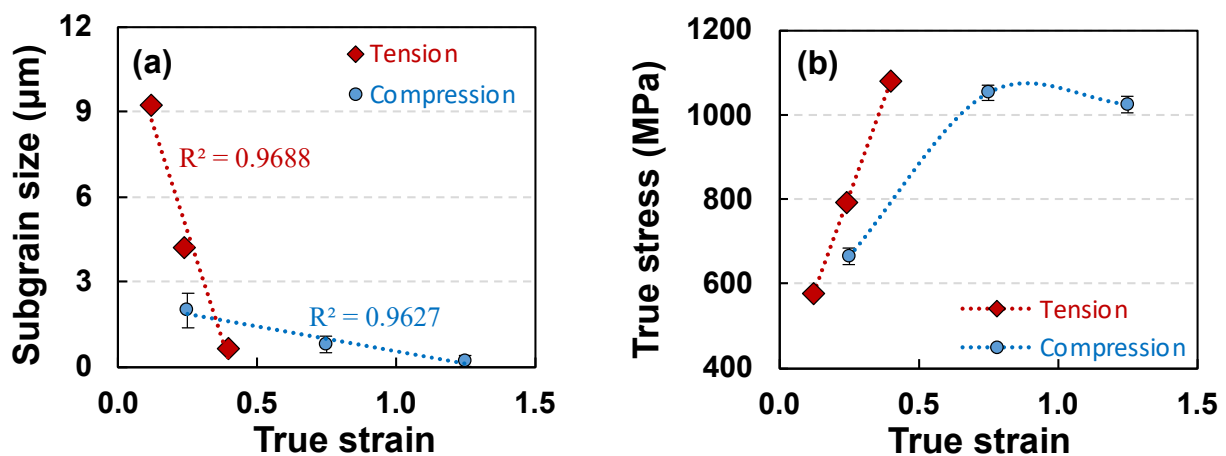 12
9
6
3
0
Subgrain size (µm)
(a)
Tension
Compression
R² = 0.9688
R² = 0.9627
0.0 0.5 1.0 1.5
True strain
1200
1000
800
600
400
True stress (MPa)
(b)
Tension
Compression
0.0 0.5 1.0 1.5
True strain